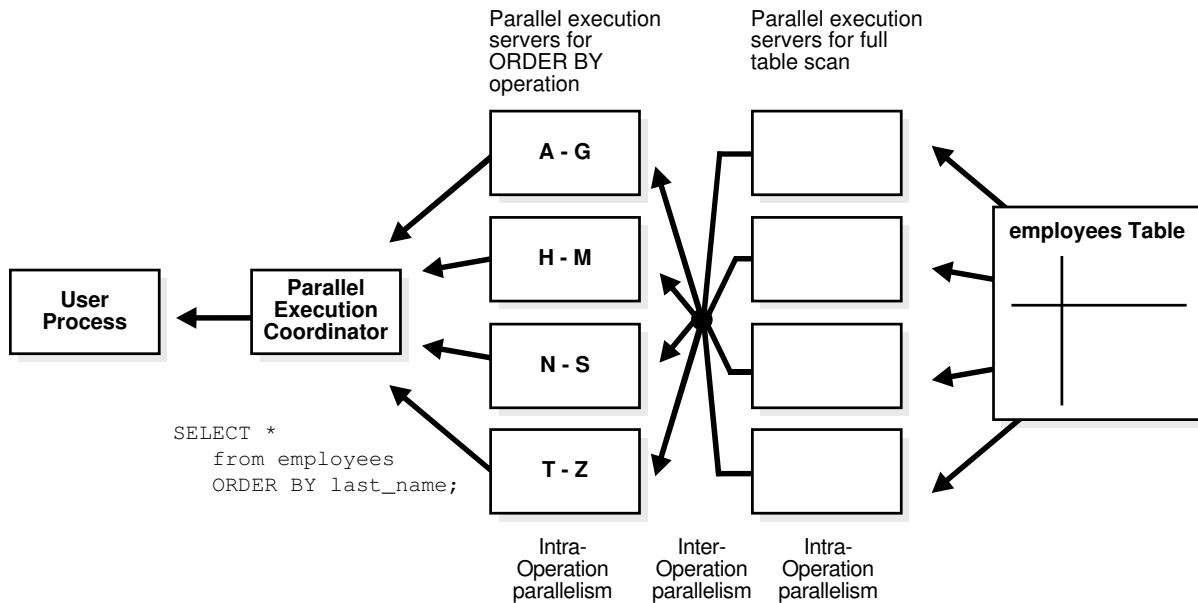 Parallel execution
servers for
ORDER BY
operation
Parallel execution
servers for full
table scan
A - G
H - M
N - S
T - Z
employees Table
User
Process
Parallel
Execution
Coordinator
SELECT *
from employees
ORDER BY last_name;
Intra-
Operation
parallelism
Inter-
Operation
parallelism
Intra-
Operation
parallelism